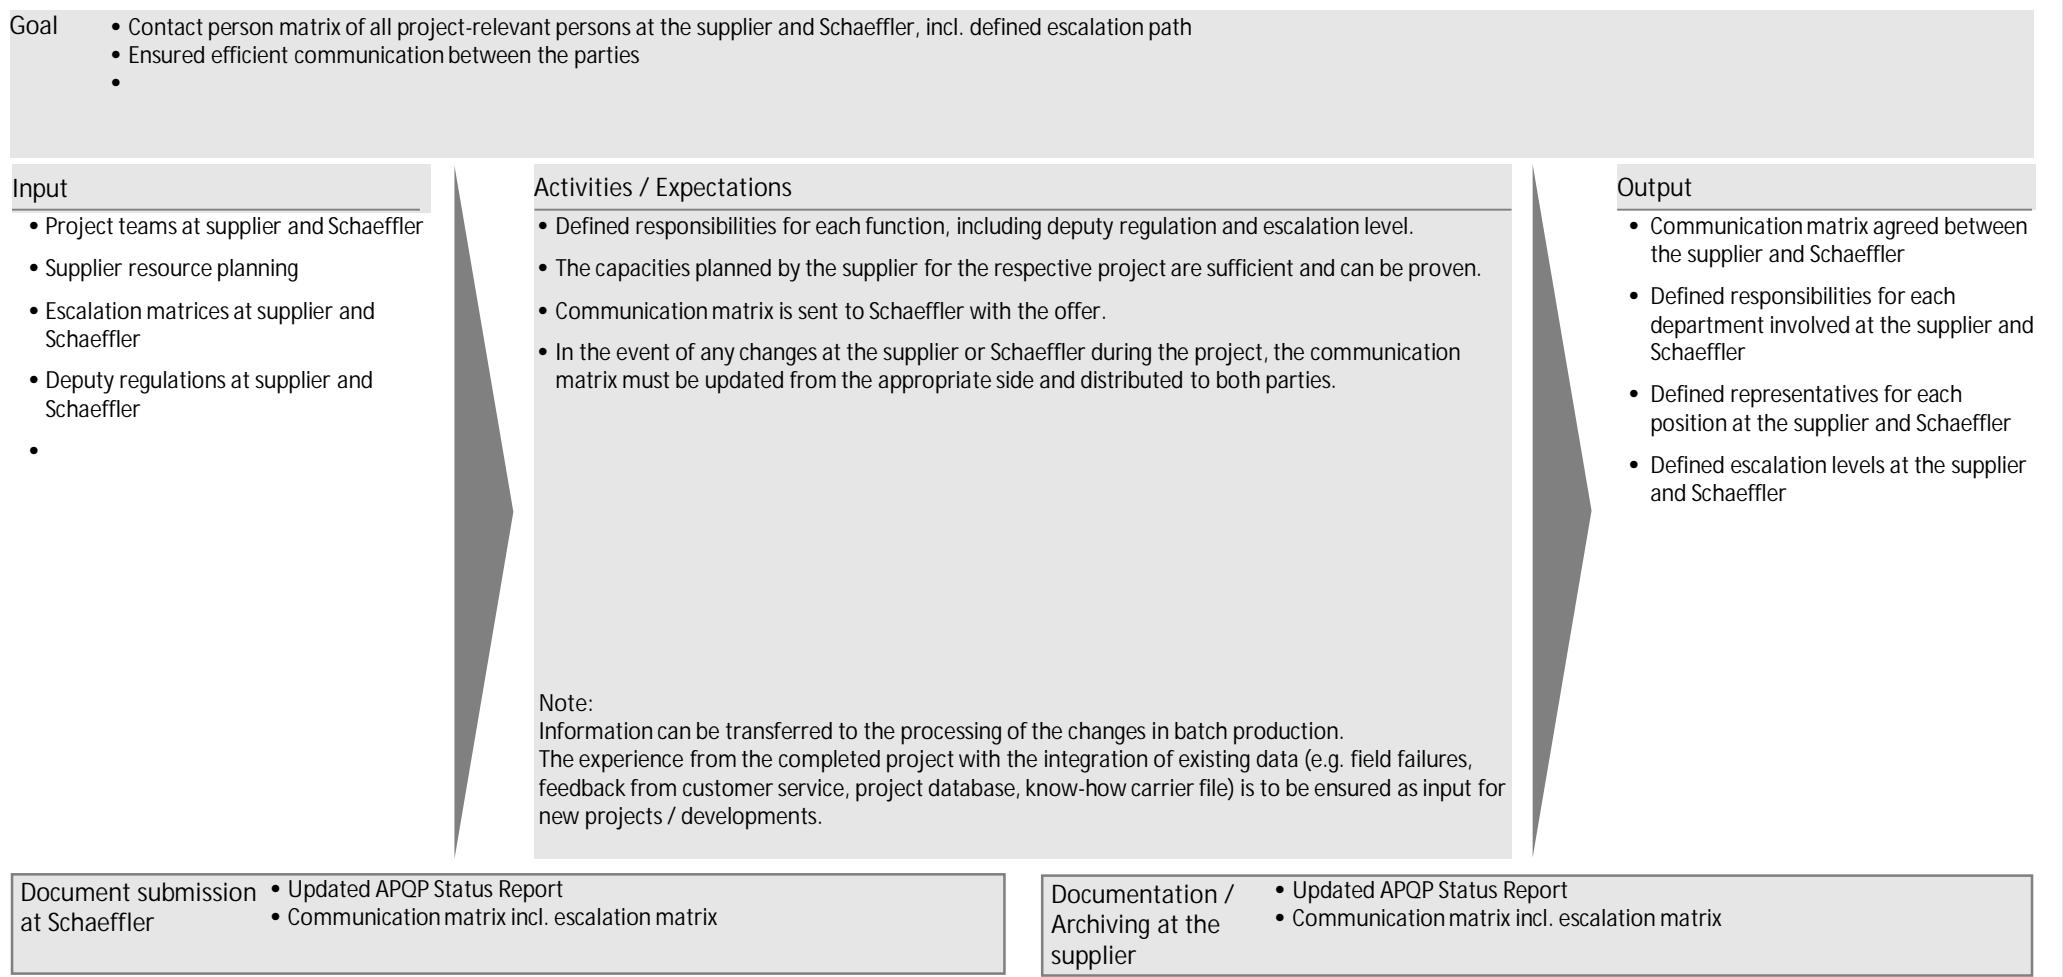 Goal
• Contact person matrix of all project-relevant persons at the supplier and Schaeffler, incl. defined escalation path
• Ensured efficient communication between the parties
•
Input
• Project teams at supplier and Schaeffler
• Supplier resource planning
• Escalation matrices at supplier and
Schaeffler
• Deputy regulations at supplier and
Schaeffler
•
Activities / Expectations
• Defined responsibilities for each function, including deputy regulation and escalation level.
• The capacities planned by the supplier for the respective project are sufficient and can be proven.
• Communication matrix is sent to Schaeffler with the offer.
• In the event of any changes at the supplier or Schaeffler during the project, the communication
matrix must be updated from the appropriate side and distributed to both parties.
Note:
Information can be transferred to the processing of the changes in batch production.
The experience from the completed project with the integration of existing data (e.g. field failures,
feedback from customer service, project database, know-how carrier file) is to be ensured as input for
new projects / developments.
Output
• Communication matrix agreed between
the supplier and Schaeffler
• Defined responsibilities for each
department involved at the supplier and
Schaeffler
• Defined representatives for each
position at the supplier and Schaeffler
• Defined escalation levels at the supplier
and Schaeffler
Document submission
at Schaeffler
• Updated APQP Status Report
• Communication matrix incl. escalation matrix
Documentation /
Archiving at the
supplier
• Updated APQP Status Report
• Communication matrix incl. escalation matrix